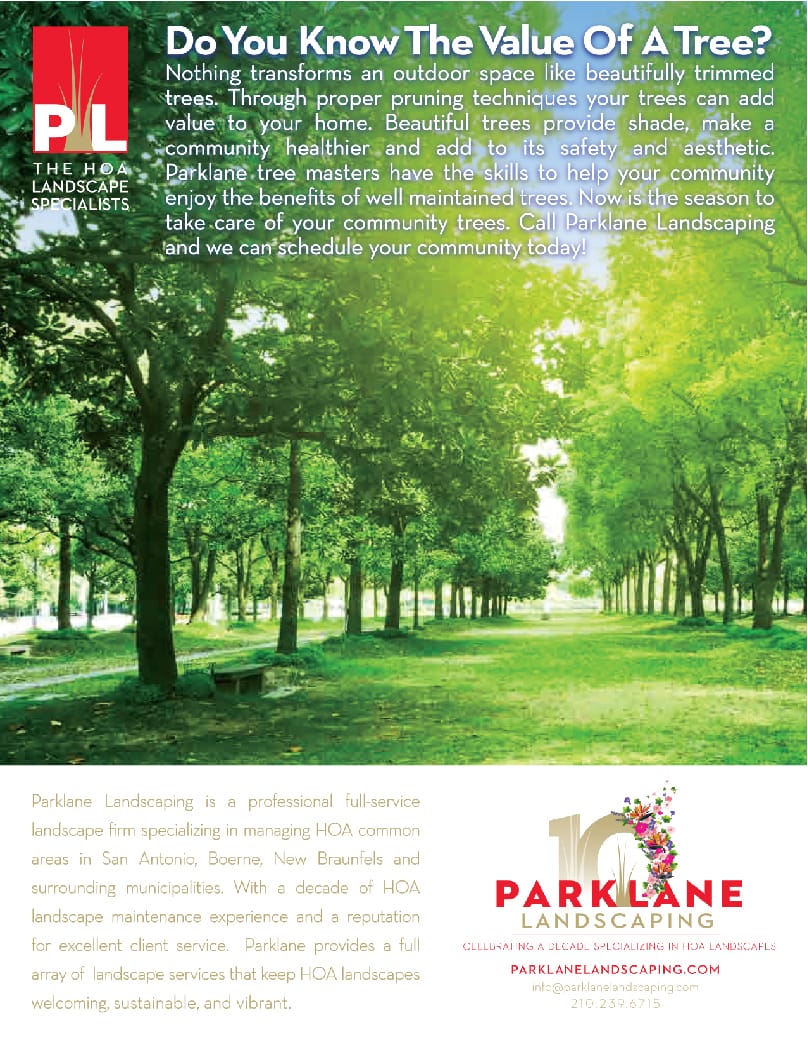 Do You Know The Value Of A Tree?
Nothing transforms an outdoor space like beautifully trimmed
trees. Through proper pruning techniques your trees can add
value to your home. Beautiful trees provide shade, make a
community healthier and add to its safety and aesthetic.
Parklane tree masters have the skills to help your community
enjoy the benefits of well maintained trees. Now is the season to
take care of your community trees. Call Parklane Landscaping
and we can schedule your community today!
PL
THE HOA
LANDSCAPE
SPECIALISTS
Parklane Landscaping is a professional full-service
landscape firm specializing in managing HOA common
areas in San Antonio, Boerne, New Braunfels and
surrounding municipalities. With a decade of HOA
landscape maintenance experience and a reputation
for excellent client service. Parklane provides a full
array of landscape services that keep HOA landscapes
welcoming, sustainable, and vibrant.
10
PARKLANE
LANDSCAPING
CELEBRATING A DECADE SPECIALIZING IN HOA LANDSCAPES
PARKLANELANDSCAPING.COM
info@parklanelandscaping.com
210.239.6715